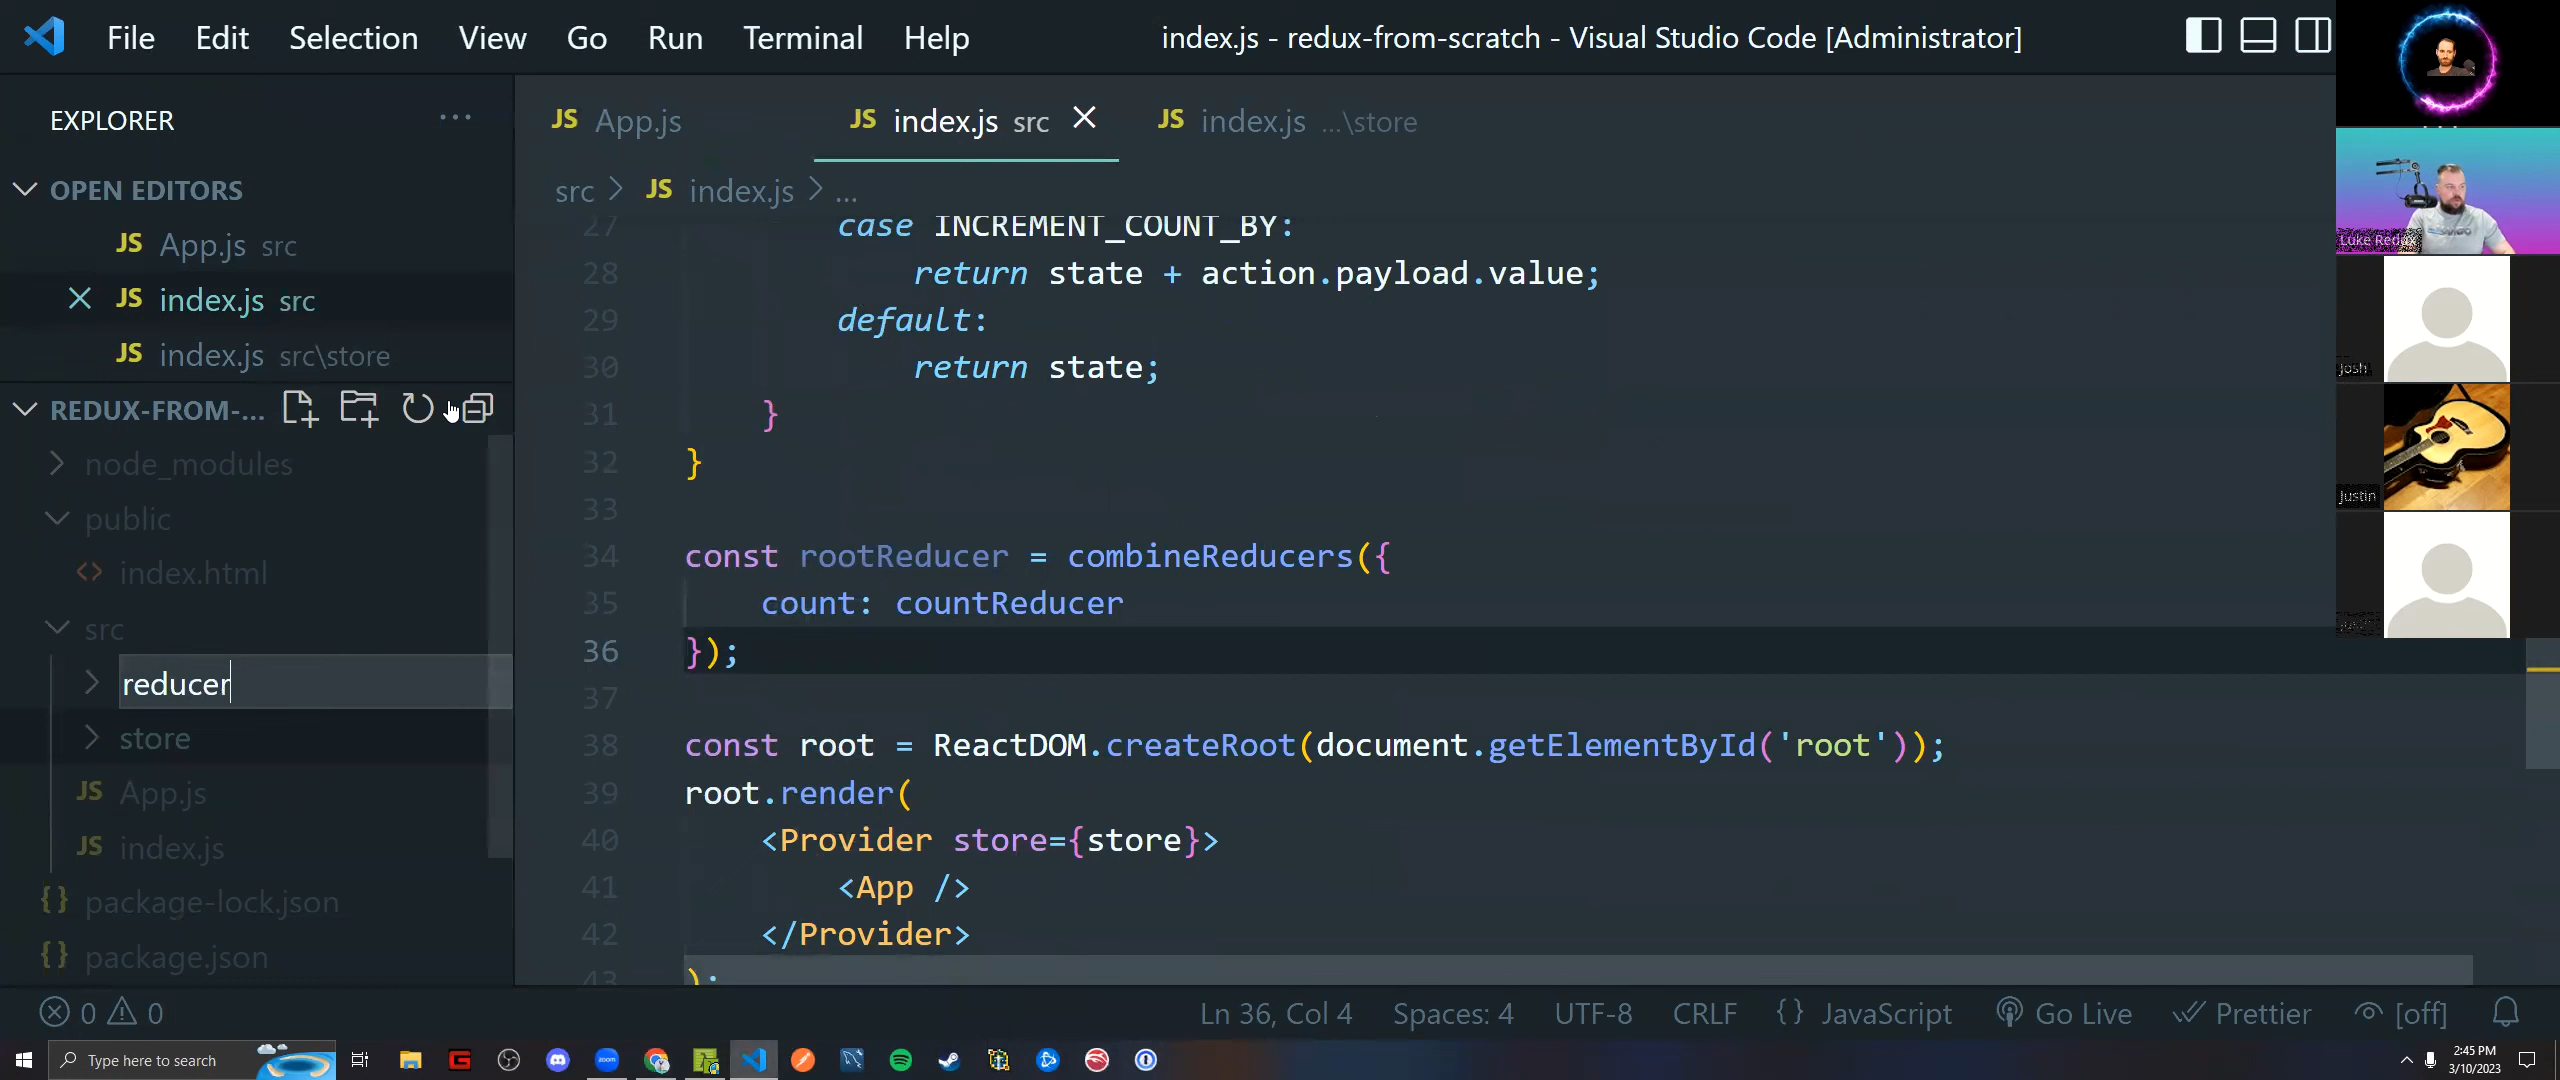 File Edit Selection View Go Run Terminal Help
index.js - redux-from-scratch - Visual Studio Code [Administrator]
EXPLORER
OPEN EDITORS
JS App.js src
JS index.js src
JS index.js src\store
REDUX-FROM-...
node_modules
public
<> index.html
src
reducer
store
JS App.js
JS index.js
{} package-lock.json
{} package.json
JS App.js
JS index.js src
JS index.js ...\store
src > JS index.js > ...
27 case INCREMENT_COUNT_BY:
28 return state + action.payload.value;
29 default:
30 return state;
31 }
32 }
33
34 const rootReducer = combineReducers({
35 count: countReducer
36 });
37
38 const root = ReactDOM.createRoot(document.getElementById('root'));
39 root.render(
40 <Provider store={store}>
41 <App />
42 </Provider>
43 );
Luke Redux
Josh
Justin
0 0
Ln 36, Col 4
Spaces: 4
UTF-8
CRLF
{} JavaScript
Go Live
Prettier
[off]
Type here to search
zoom
2:45 PM
3/10/2023